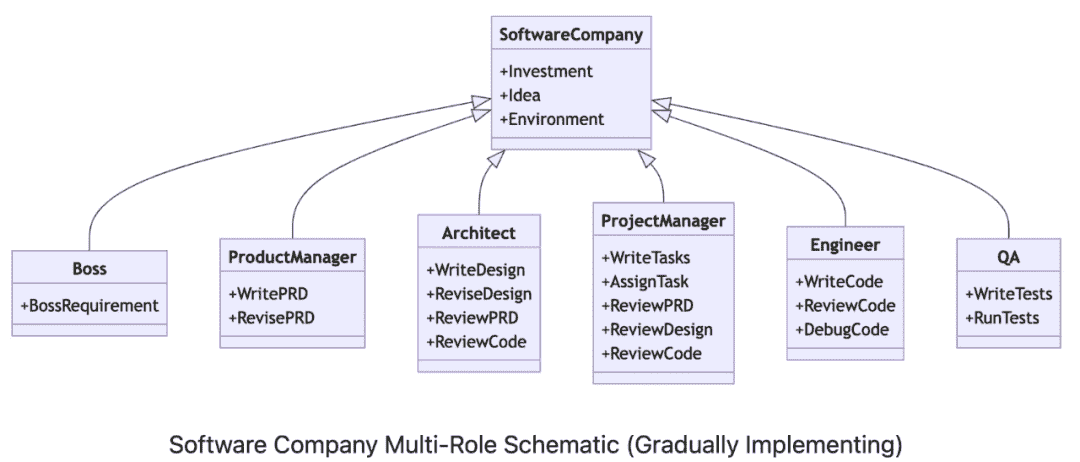 SoftwareCompany
+Investment
+Idea
+Environment
Boss
+BossRequirement
ProductManager
+WritePRD
+RevisePRD
Architect
+WriteDesign
+ReviseDesign
+ReviewPRD
+ReviewCode
ProjectManager
+WriteTasks
+AssignTask
+ReviewPRD
+ReviewDesign
+ReviewCode
Engineer
+WriteCode
+ReviewCode
+DebugCode
QA
+WriteTests
+RunTests
Software Company Multi-Role Schematic (Gradually Implementing)